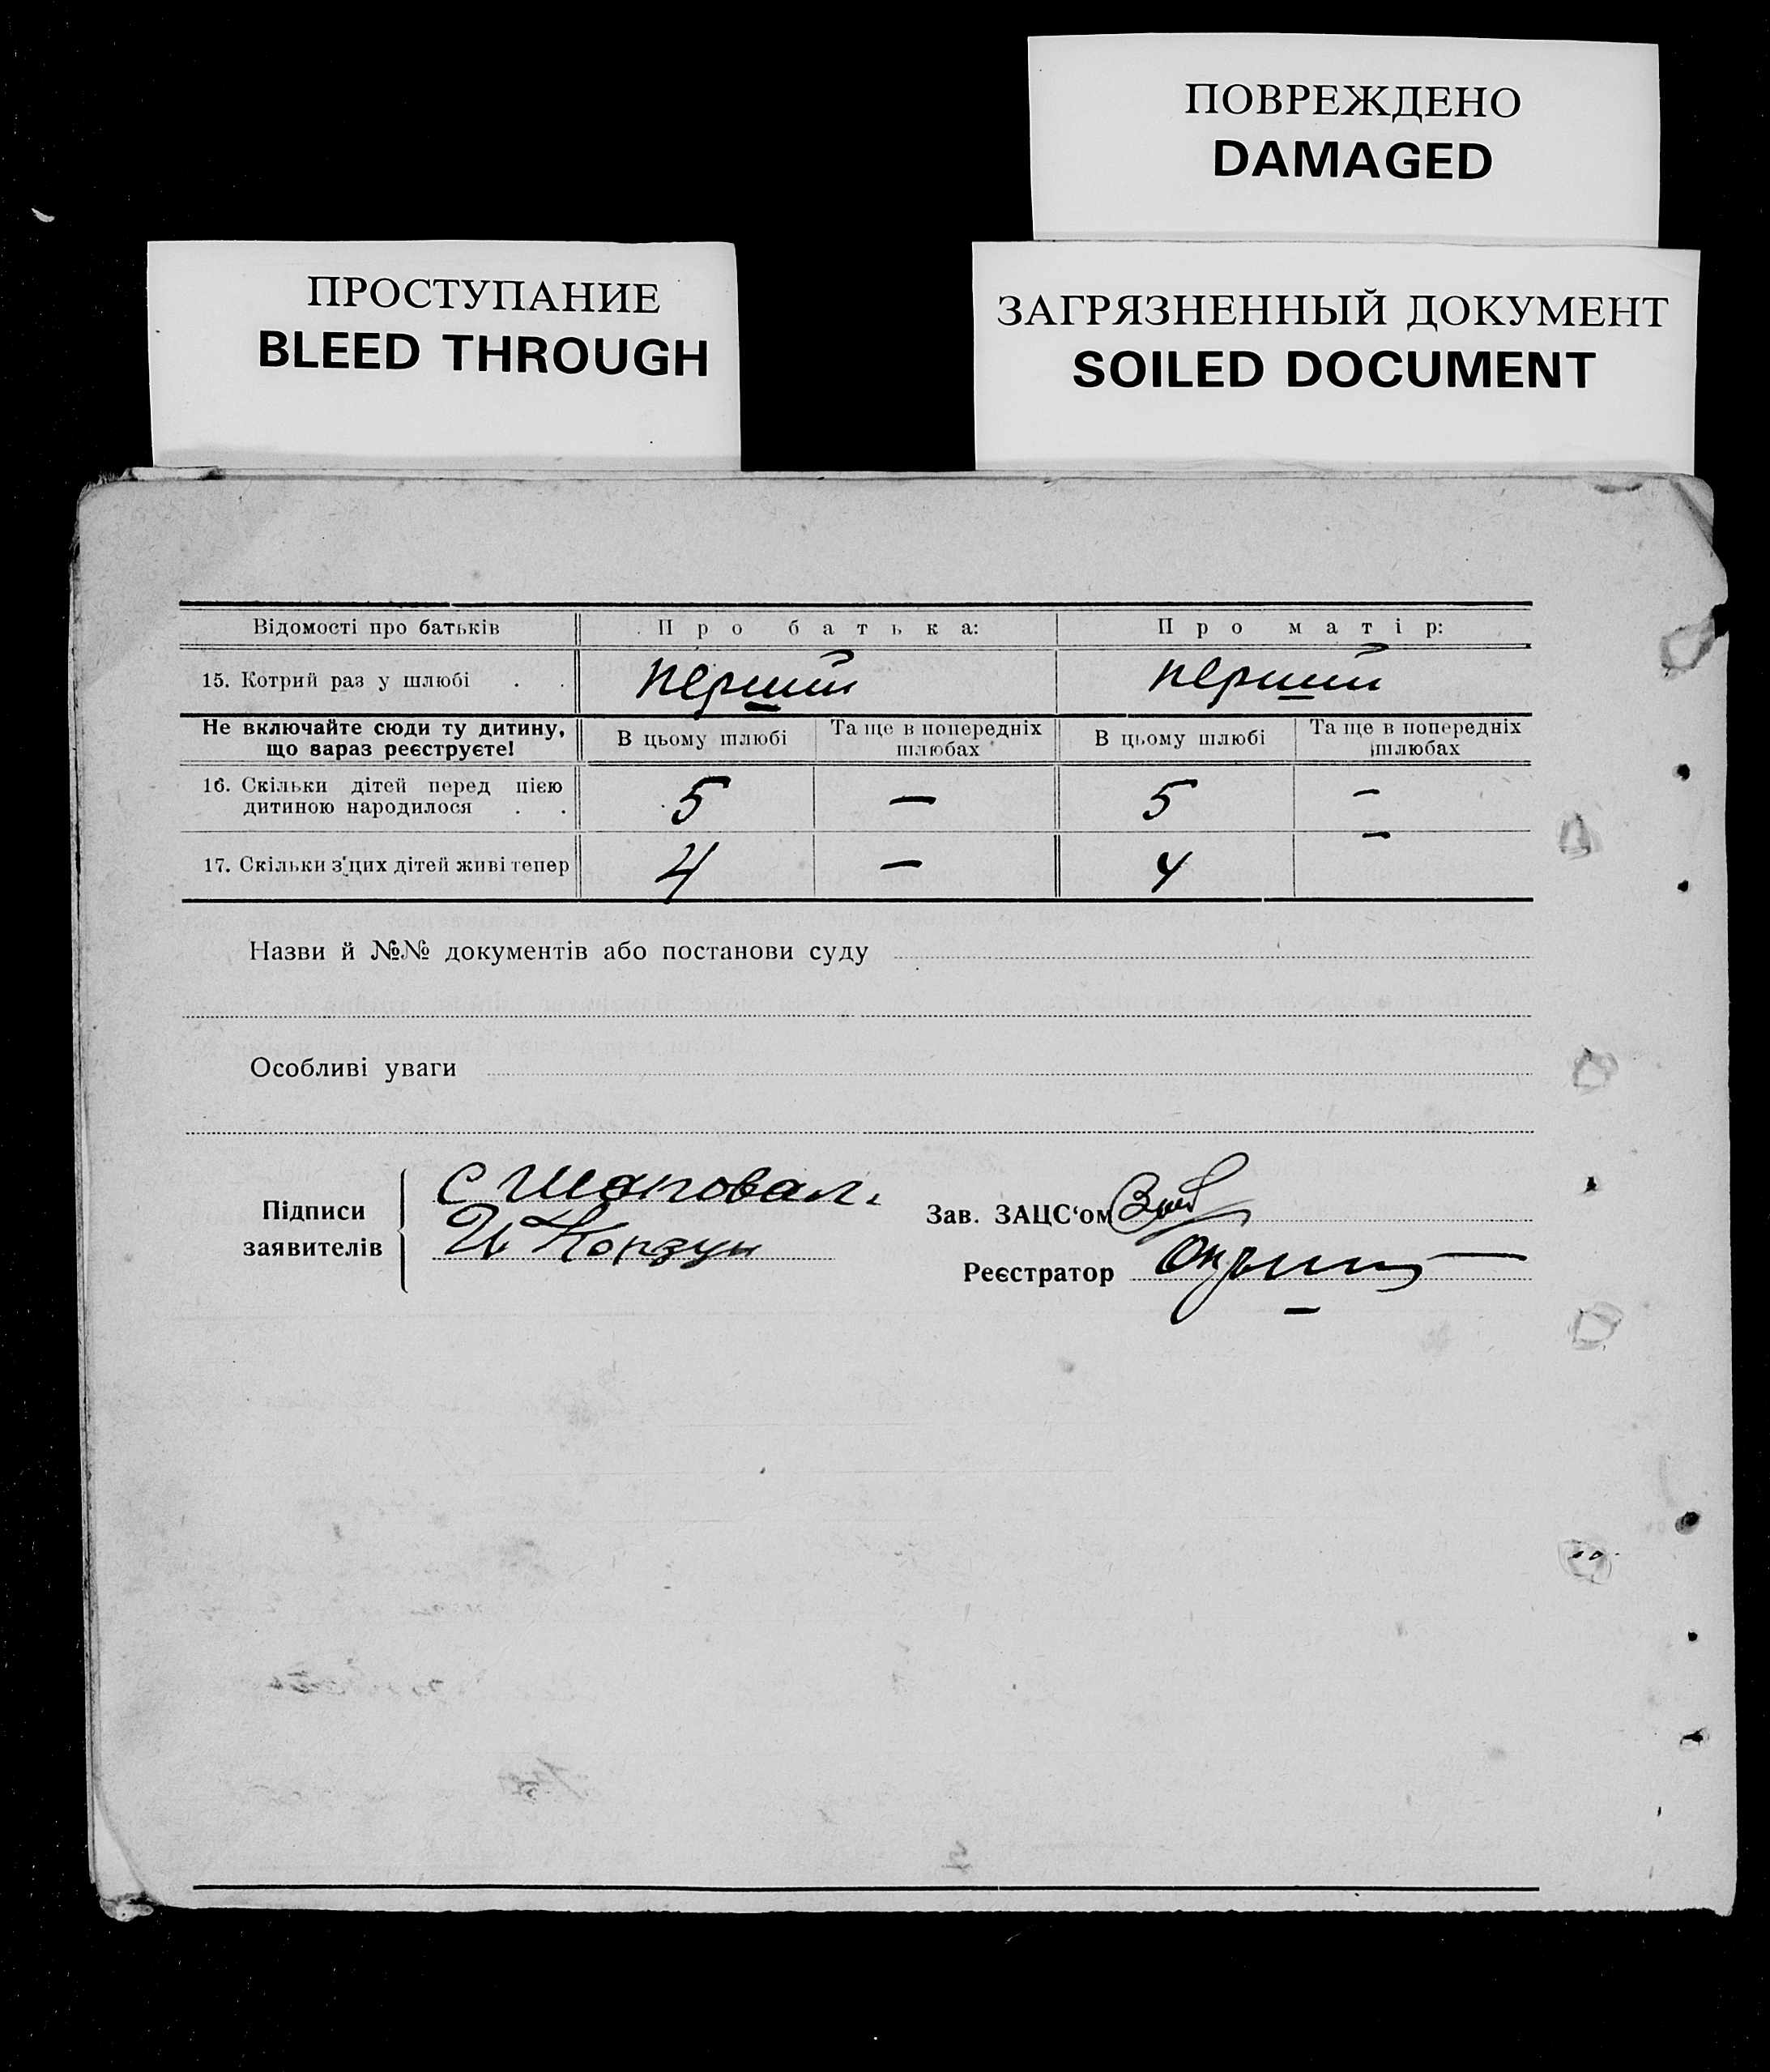 ПОВРЕЖДЕНО
DAMAGED
ПРОСТУПАНИЕ
BLEED THROUGH
ЗАГРЯЗНЕННЫЙ ДОКУМЕНТ
SOILED DOCUMENT
Відомості про батьків Про батька: Про матір:
15. Котрий раз у шлюбі . . перший перший
Не включайте сюди ту дитину, що зараз реєструєте! В цьому шлюбі Та ще в попередніх шлюбах В цьому шлюбі Та ще в попередніх шлюбах
16. Скільки дітей перед цією дитиною народилося . . 5 — 5 —
17. Скільки з'цих дітей живі тепер 4 — 4 —
Назви й №№ документів або постанови суду
Особливі уваги
Підписи заявителів
С Шаповал.
И Корзун
Зав. ЗАЦС'ом
Реєстратор